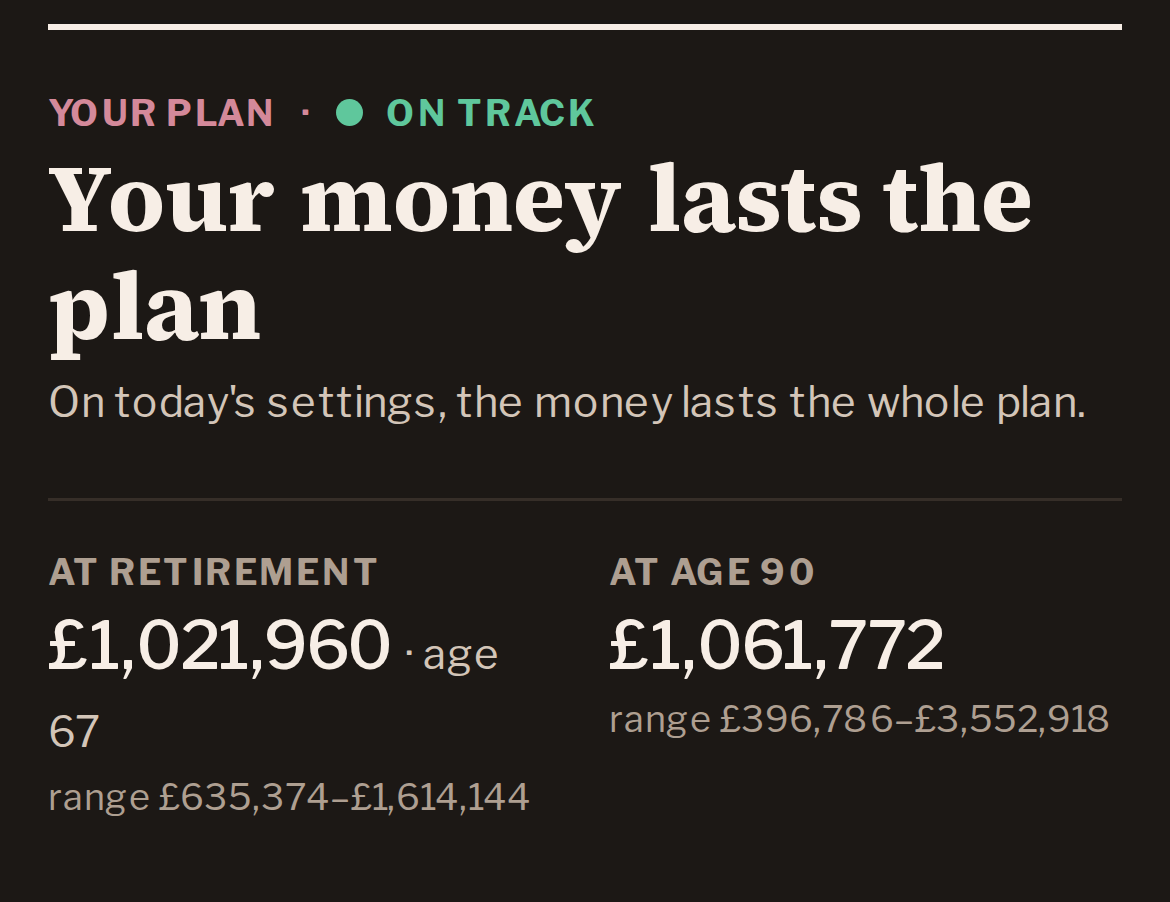 YOUR PLAN · ON TRACK
Your money lasts the
plan
On today's settings, the money lasts the whole plan.
AT RETIREMENT
£1,021,960 · age
67
range £635,374–£1,614,144
AT AGE 90
£1,061,772
range £396,786–£3,552,918